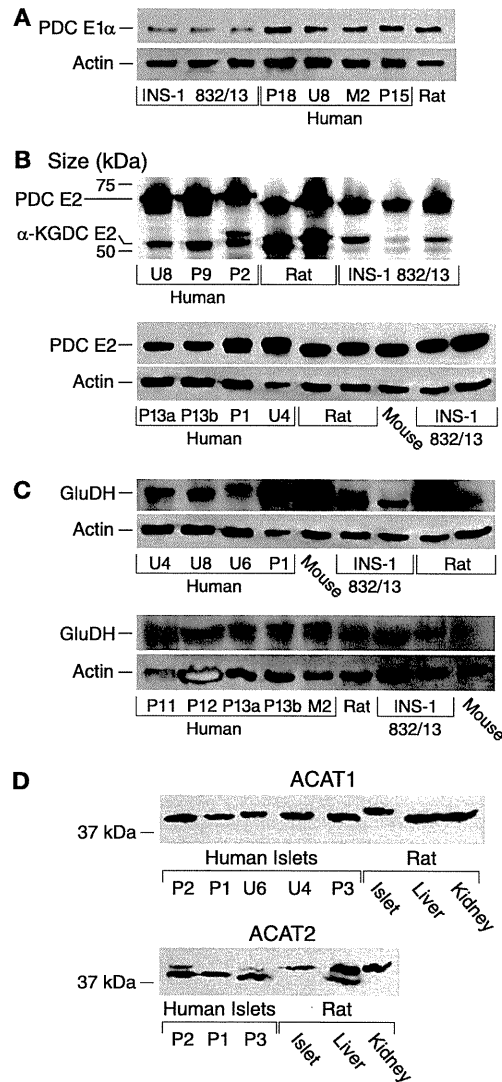 A
PDC E1α
Actin
INS-1 832/13 P18 U8 M2 P15 Rat
Human
B Size (kDa)
75
PDC E2
α-KGDC E2
50
U8 P9 P2 Rat INS-1 832/13
Human
PDC E2
Actin
P13a P13b P1 U4 Rat Mouse INS-1
Human 832/13
C
GluDH
Actin
U4 U8 U6 P1 Mouse INS-1 Rat
Human 832/13
GluDH
Actin
P11 P12 P13a P13b M2 Rat INS-1 Mouse
Human 832/13
D
ACAT1
37 kDa
Human Islets Rat
P2 P1 U6 U4 P3 Islet Liver Kidney
ACAT2
37 kDa
Human Islets Rat
P2 P1 P3 Islet Liver Kidney